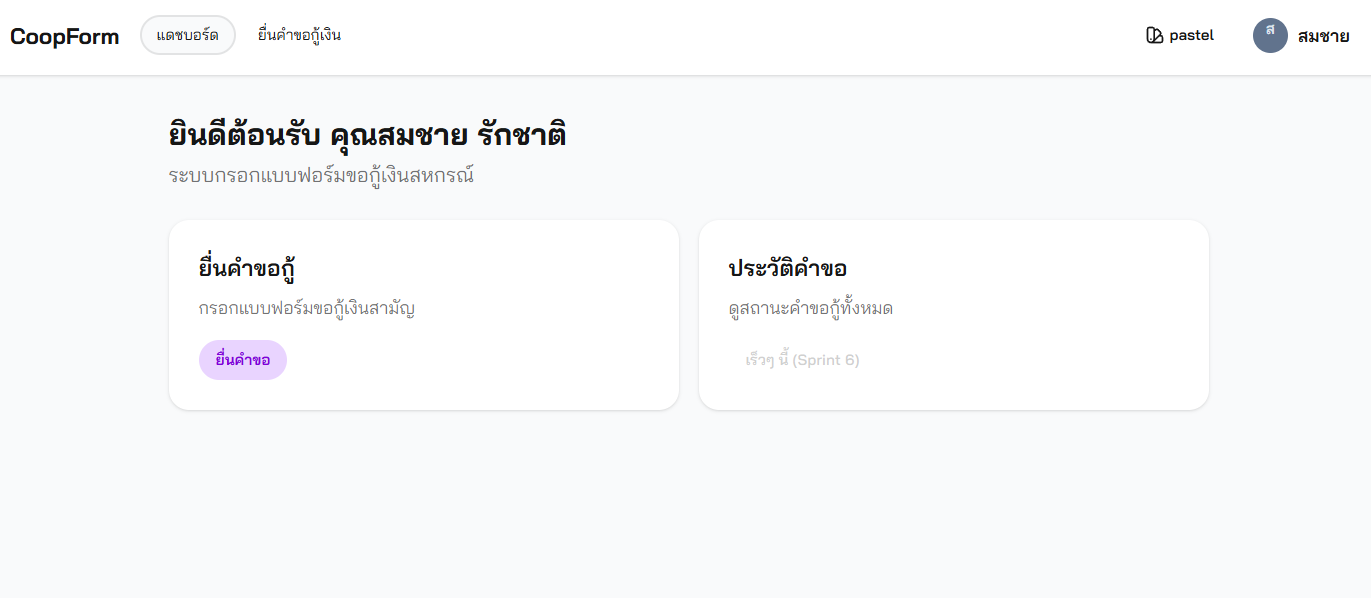 CoopForm
แดชบอร์ด
ยื่นคำขอกู้เงิน
pastel
ส
สมชาย
ยินดีต้อนรับ คุณสมชาย รักชาติ
ระบบกรอกแบบฟอร์มขอกู้เงินสหกรณ์
ยื่นคำขอกู้
กรอกแบบฟอร์มขอกู้เงินสามัญ
ยื่นคำขอ
ประวัติคำขอ
ดูสถานะคำขอกู้ทั้งหมด
เร็วๆ นี้ (Sprint 6)